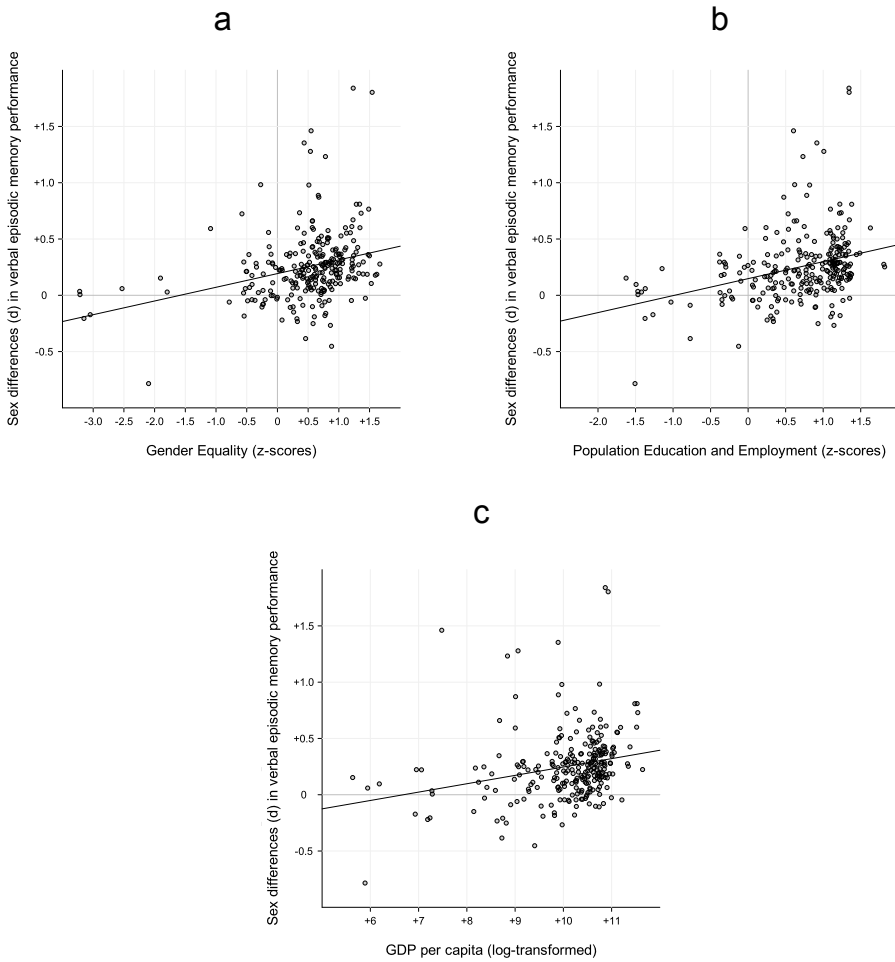 a
Sex differences (d) in verbal episodic memory performance
+1.5
+1.0
+0.5
0
-0.5
-3.0 -2.5 -2.0 -1.5 -1.0 -0.5 0 +0.5 +1.0 +1.5
Gender Equality (z-scores)
b
Sex differences (d) in verbal episodic memory performance
+1.5
+1.0
+0.5
0
-0.5
-2.0 -1.5 -1.0 -0.5 0 +0.5 +1.0 +1.5
Population Education and Employment (z-scores)
c
Sex differences (d) in verbal episodic memory performance
+1.5
+1.0
+0.5
0
-0.5
+6 +7 +8 +9 +10 +11
GDP per capita (log-transformed)